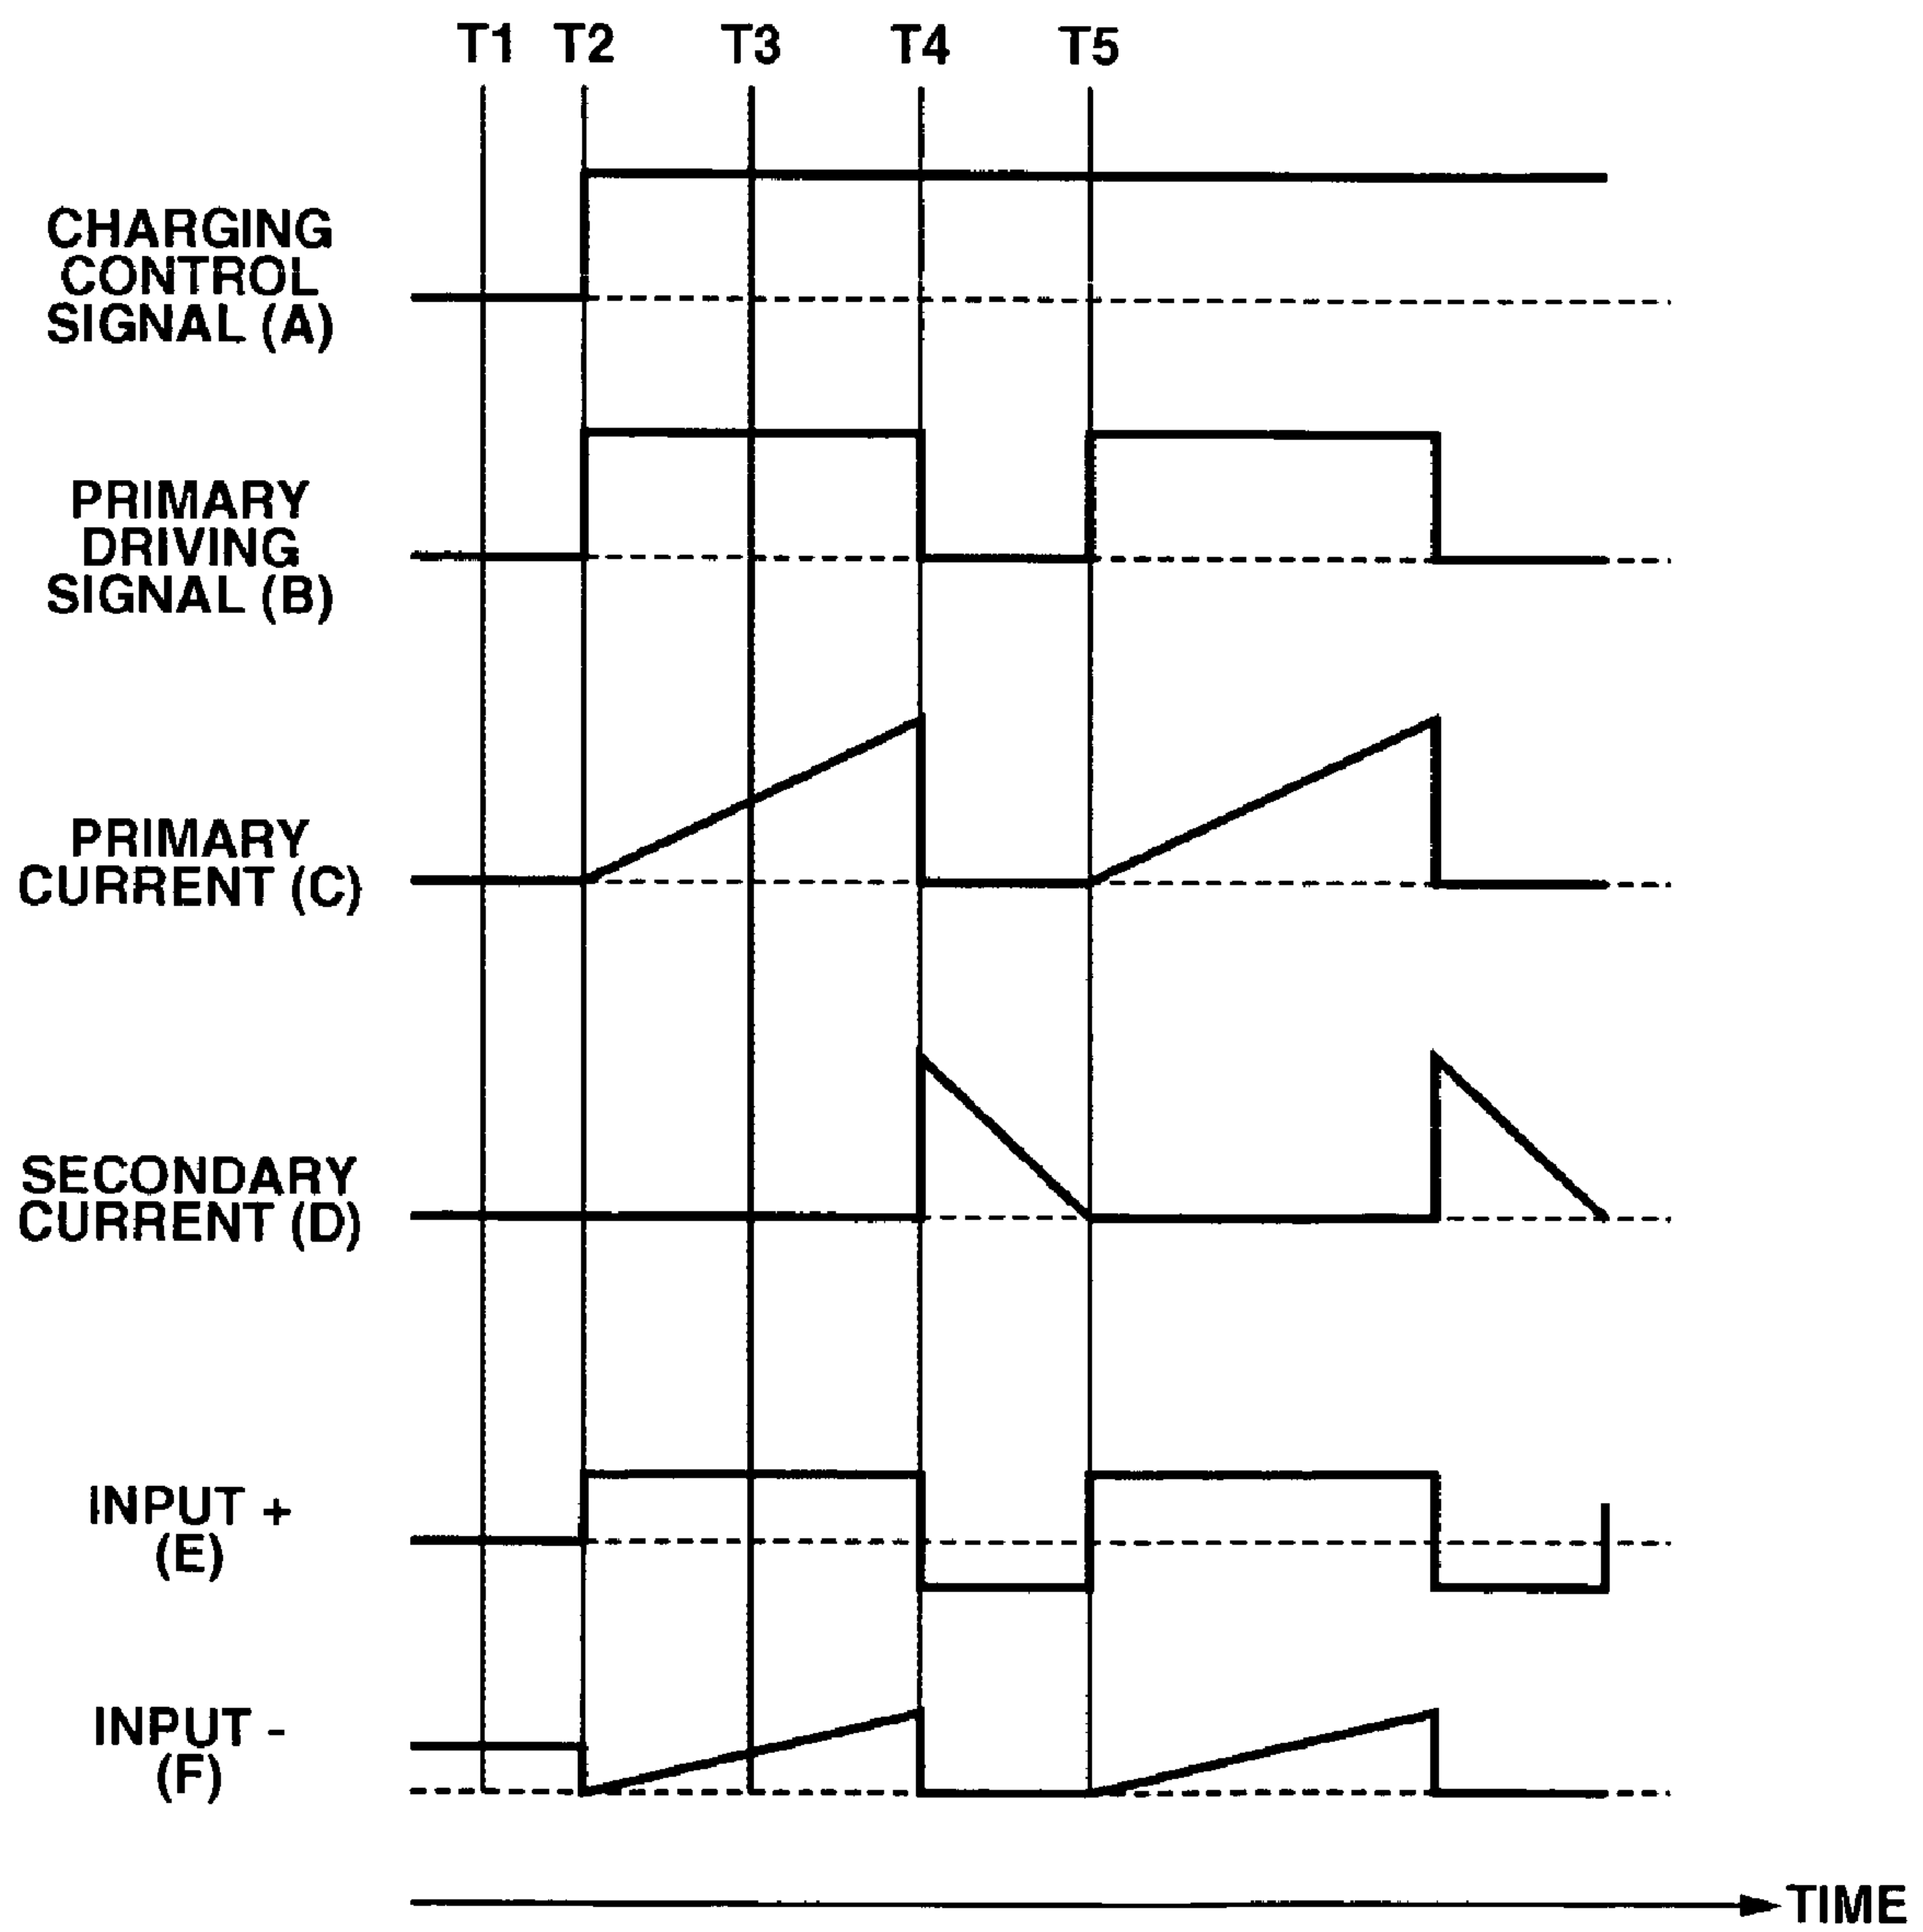 T1 T2 T3 T4 T5
CHARGING
CONTROL
SIGNAL (A)
PRIMARY
DRIVING
SIGNAL (B)
PRIMARY
CURRENT (C)
SECONDARY
CURRENT (D)
INPUT +
(E)
INPUT -
(F)
TIME